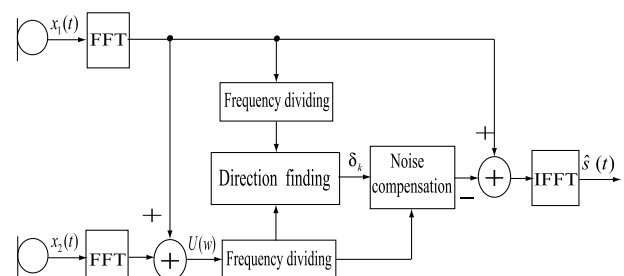 x₁(t)
FFT
Frequency dividing
Direction finding
δₖ
Noise
compensation
+
−
+
IFFT
ŝ (t)
+
x₂(t)
FFT
+
U(w)
Frequency dividing